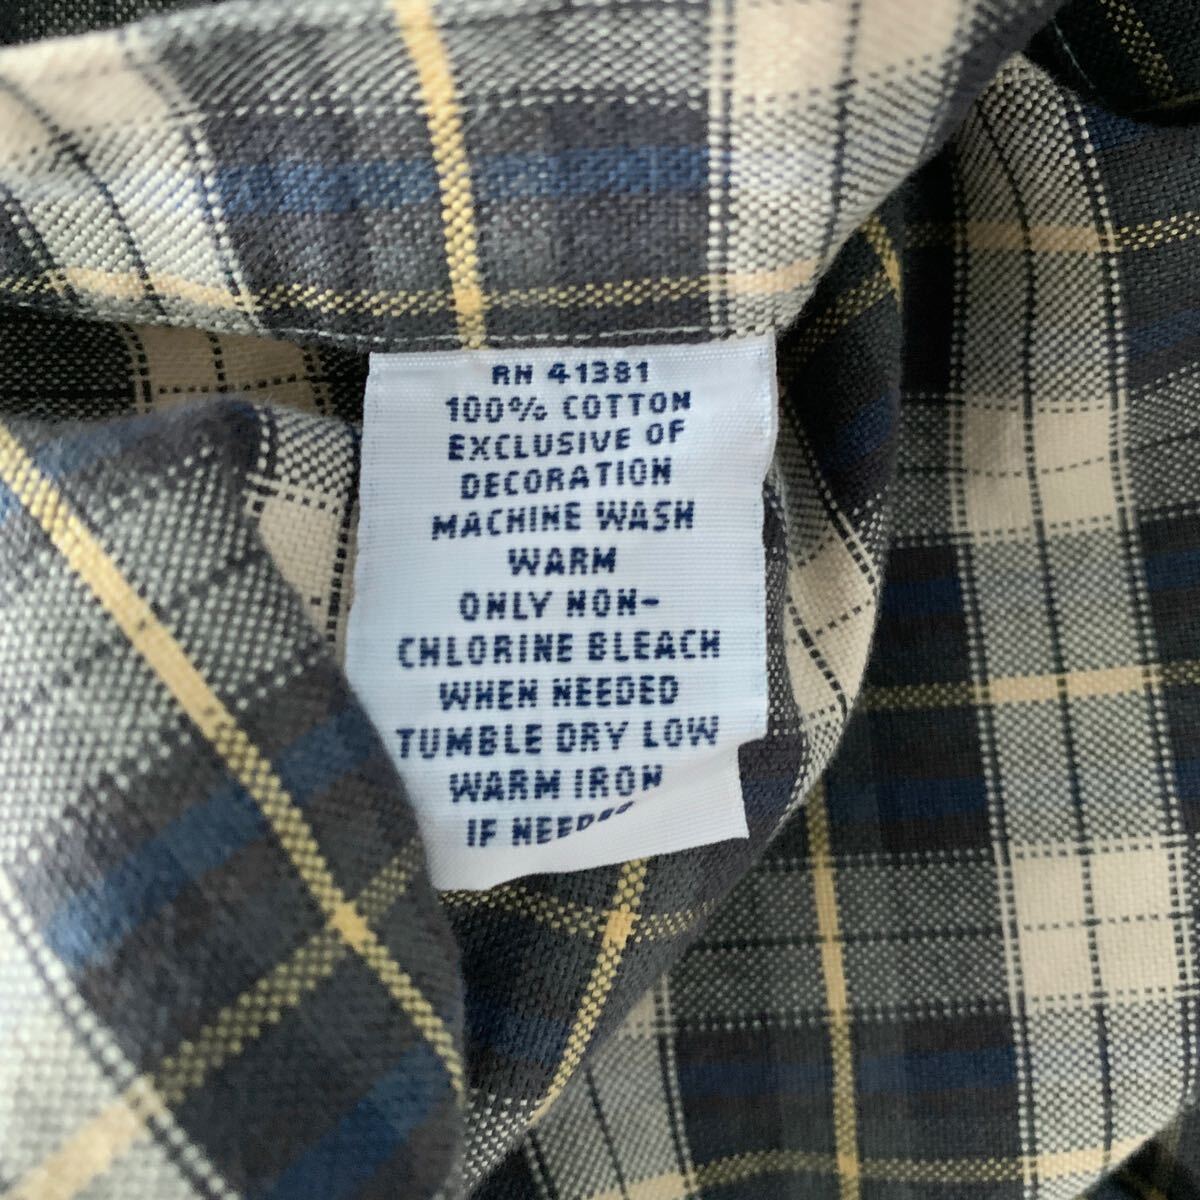 RN 41381
100% COTTON
EXCLUSIVE OF
DECORATION
MACHINE WASH
WARM
ONLY NON-
CHLORINE BLEACH
WHEN NEEDED
TUMBLE DRY LOW
WARM IRON
IF